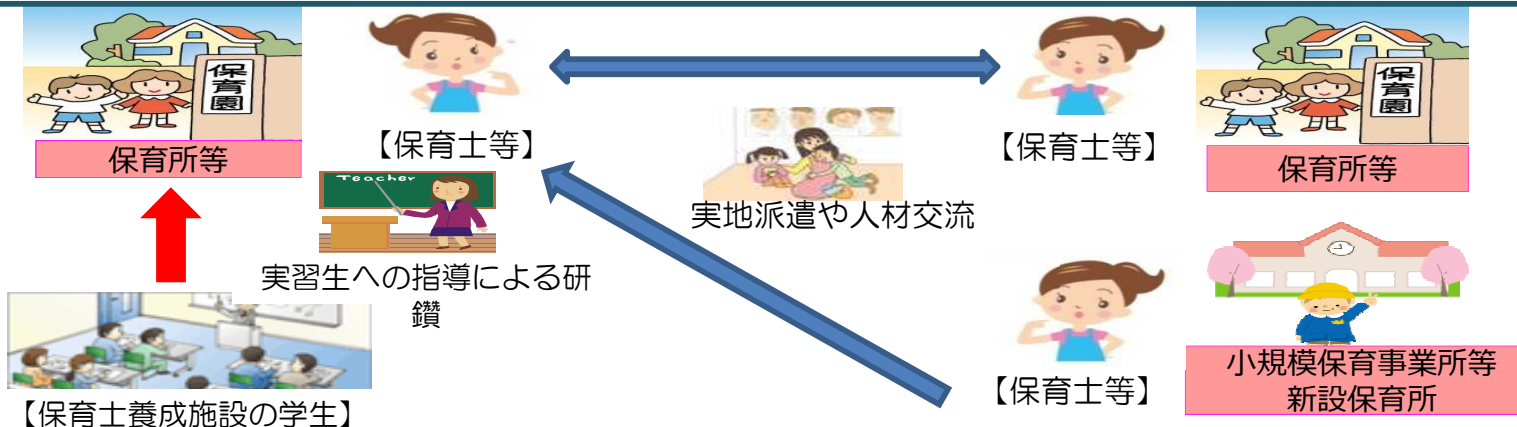 保育園
保育所等
【保育士等】
Teacher
実習生への指導による研
鑽
【保育士養成施設の学生】
実地派遣や人材交流
【保育士等】
保育園
保育所等
【保育士等】
小規模保育事業所等
新設保育所